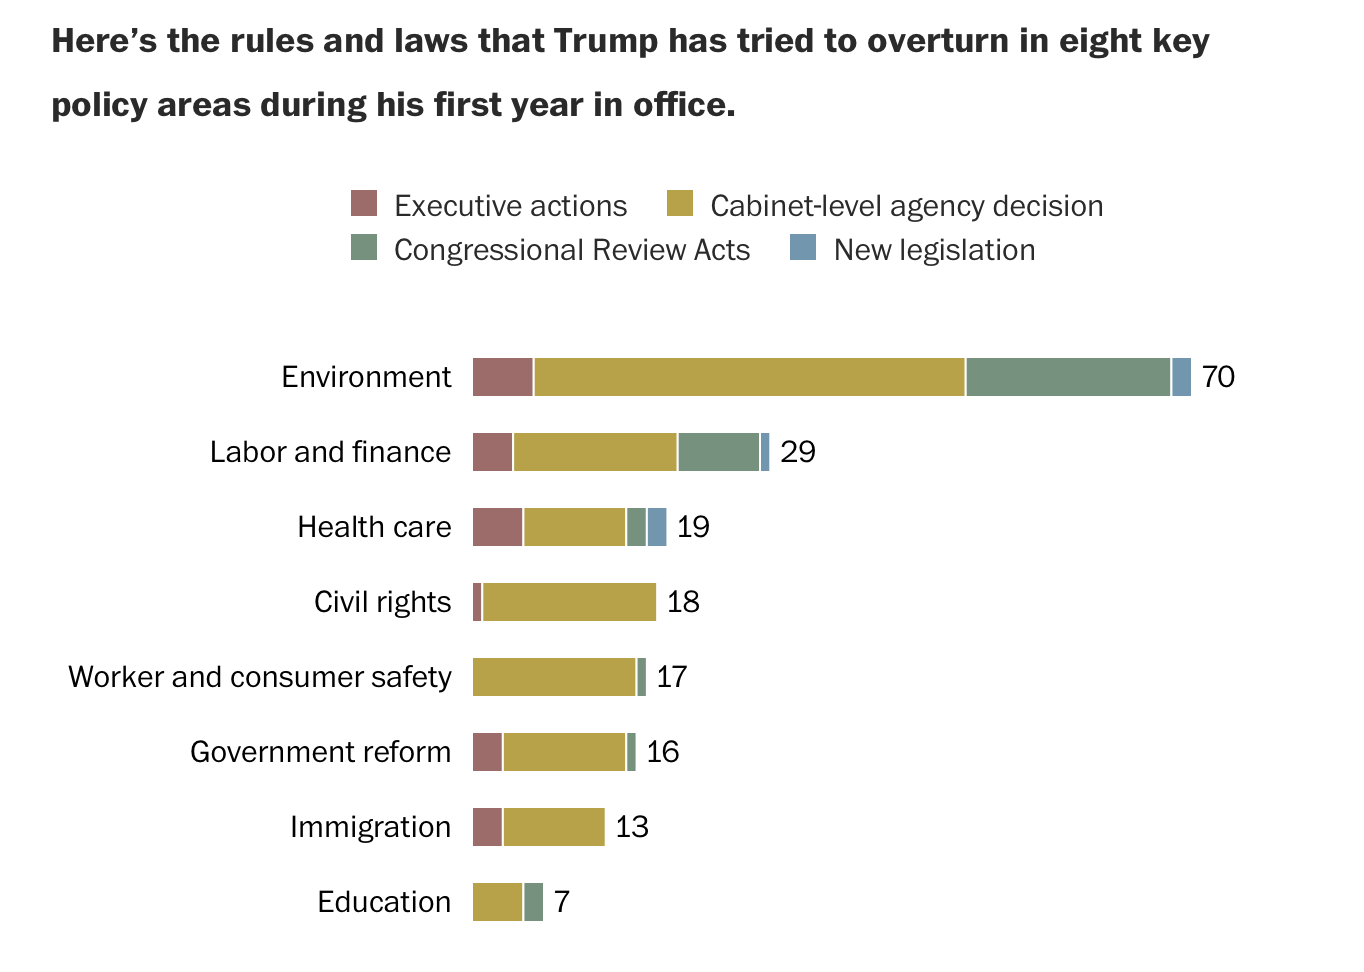 Here’s the rules and laws that Trump has tried to overturn in eight key
policy areas during his first year in office.
Executive actions
Cabinet-level agency decision
Congressional Review Acts
New legislation
Environment 70
Labor and finance 29
Health care 19
Civil rights 18
Worker and consumer safety 17
Government reform 16
Immigration 13
Education 7